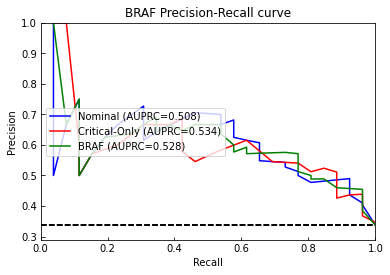 BRAF Precision-Recall curve
1.0
0.9
0.8
0.7
0.6
0.5
0.4
0.3
Precision
Nominal (AUPRC=0.508)
Critical-Only (AUPRC=0.534)
BRAF (AUPRC=0.528)
0.0 0.2 0.4 0.6 0.8 1.0
Recall